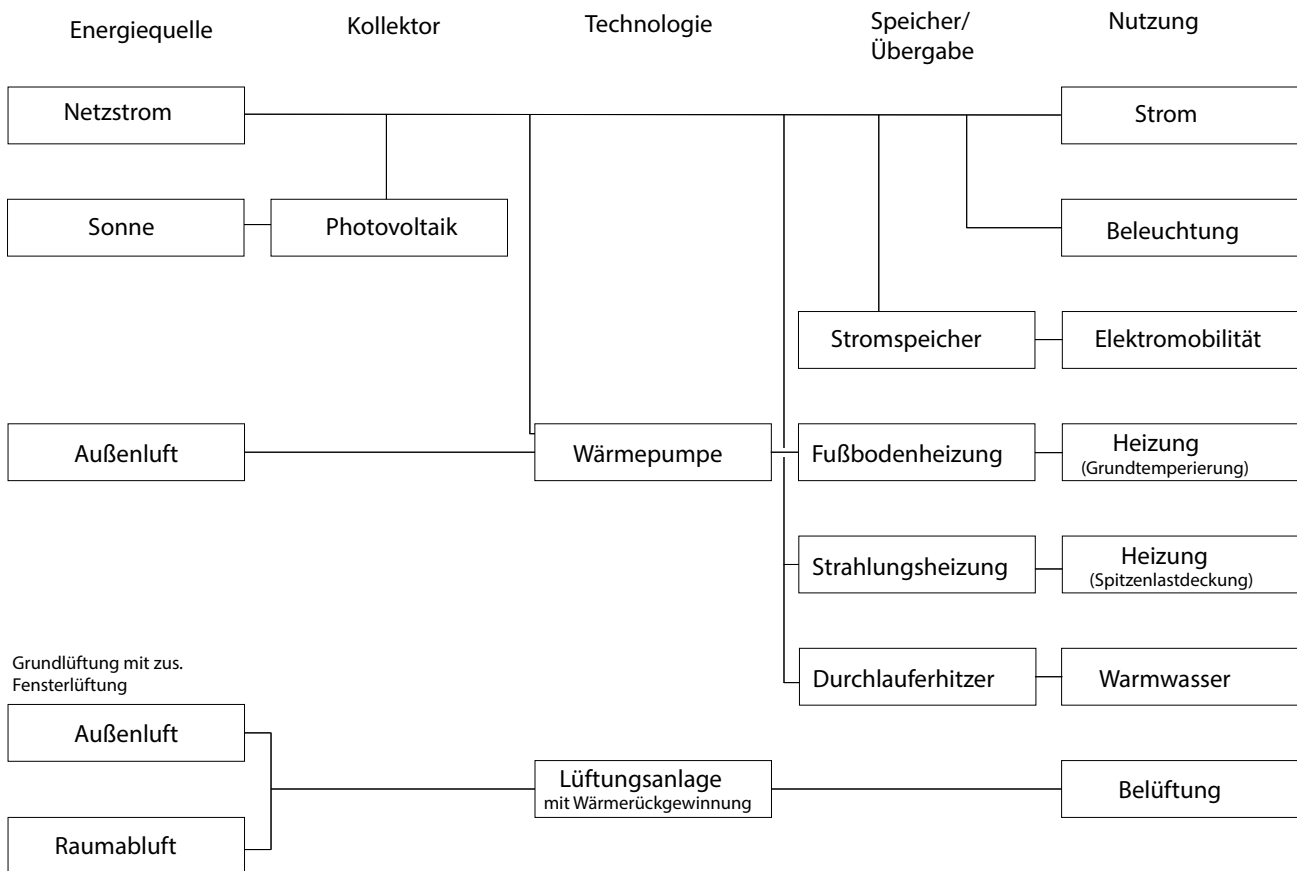 Energiequelle
Kollektor
Technologie
Speicher/
Übergabe
Nutzung
Netzstrom
Strom
Sonne
Photovoltaik
Beleuchtung
Stromspeicher
Elektromobilität
Außenluft
Wärmepumpe
Fußbodenheizung
Heizung
(Grundtemperierung)
Strahlungsheizung
Heizung
(Spitzenlastdeckung)
Grundlüftung mit zus.
Fensterlüftung
Durchlauferhitzer
Warmwasser
Außenluft
Lüftungsanlage
mit Wärmerückgewinnung
Belüftung
Raumabluft